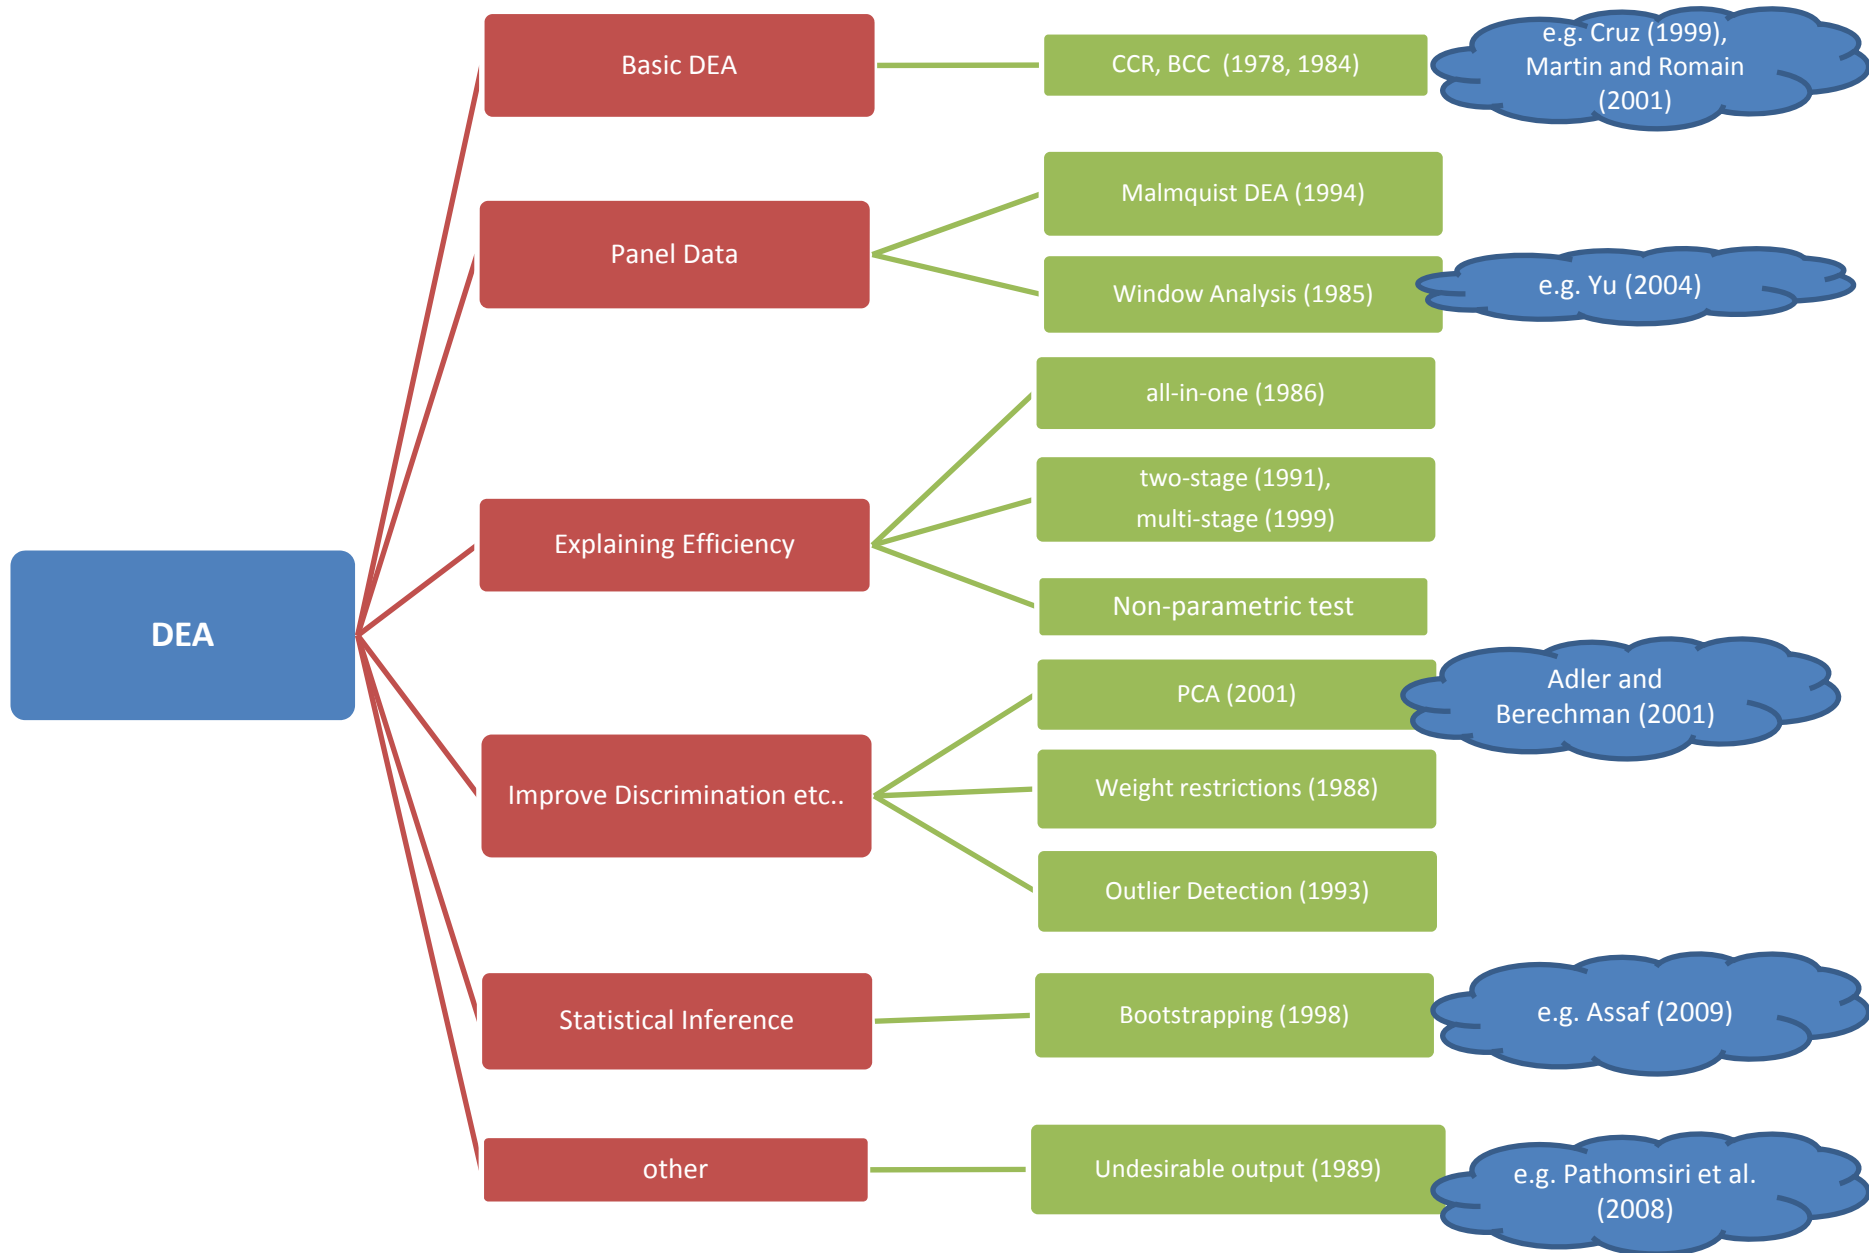 DEA
Basic DEA
CCR, BCC  (1978, 1984)
e.g. Cruz (1999),
Martin and Romain
(2001)
Panel Data
Malmquist DEA (1994)
Window Analysis (1985)
e.g. Yu (2004)
Explaining Efficiency
all-in-one (1986)
two-stage (1991),
multi-stage (1999)
Non-parametric test
Improve Discrimination etc..
PCA (2001)
Adler and
Berechman (2001)
Weight restrictions (1988)
Outlier Detection (1993)
Statistical Inference
Bootstrapping (1998)
e.g. Assaf (2009)
other
Undesirable output (1989)
e.g. Pathomsiri et al.
(2008)